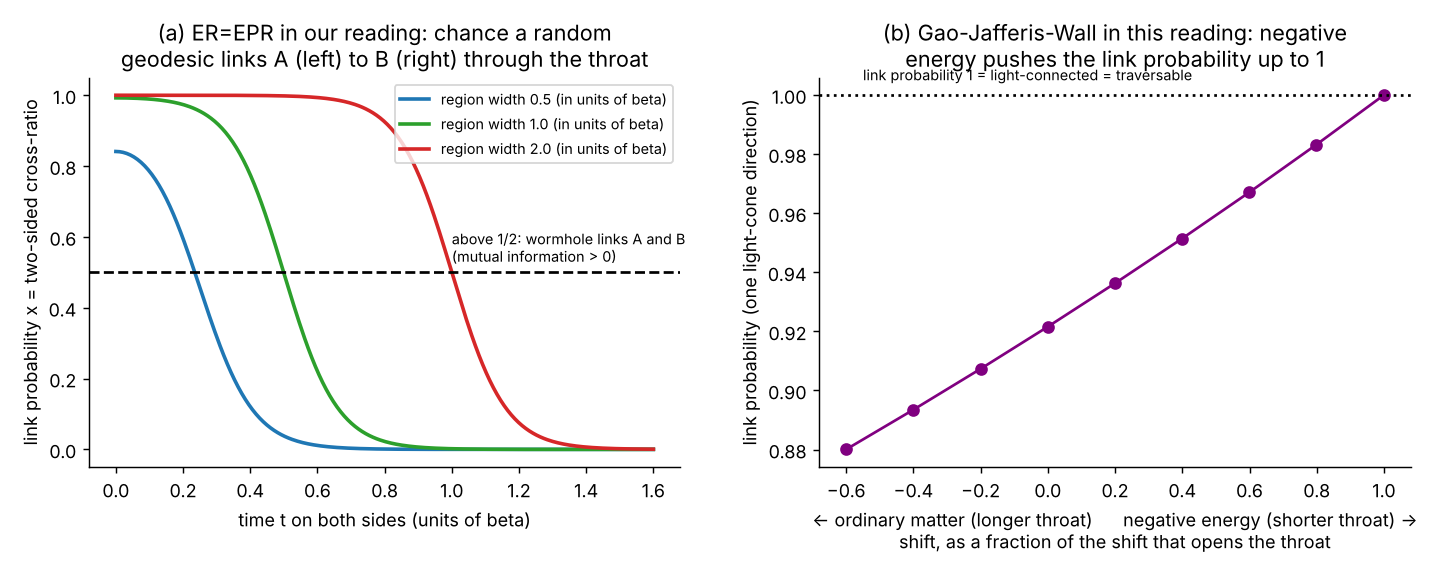 (a) ER=EPR in our reading: chance a random
geodesic links A (left) to B (right) through the throat
link probability x = two-sided cross-ratio
1.0
0.8
0.6
0.4
0.2
0.0
region width 0.5 (in units of beta)
region width 1.0 (in units of beta)
region width 2.0 (in units of beta)
above 1/2: wormhole links A and B
(mutual information > 0)
0.0 0.2 0.4 0.6 0.8 1.0 1.2 1.4 1.6
time t on both sides (units of beta)
(b) Gao-Jafferis-Wall in this reading: negative
energy pushes the link probability up to 1
link probability 1 = light-connected = traversable
link probability (one light-cone direction)
1.00
0.98
0.96
0.94
0.92
0.90
0.88
−0.6 −0.4 −0.2 0.0 0.2 0.4 0.6 0.8 1.0
← ordinary matter (longer throat) negative energy (shorter throat) →
shift, as a fraction of the shift that opens the throat